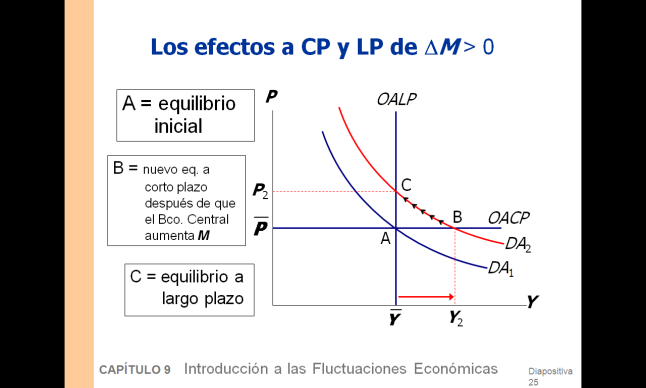 Los efectos a CP y LP de ΔM > 0
A = equilibrio
inicial
B = nuevo eq. a
corto plazo
después de que
el Bco. Central
aumenta M
C = equilibrio a
largo plazo
P
OALP
C
P₂
P̅
A
B
OACP
DA₂
DA₁
Y̅
Y₂
Y
CAPÍTULO 9 Introducción a las Fluctuaciones Económicas
Diapositiva
25